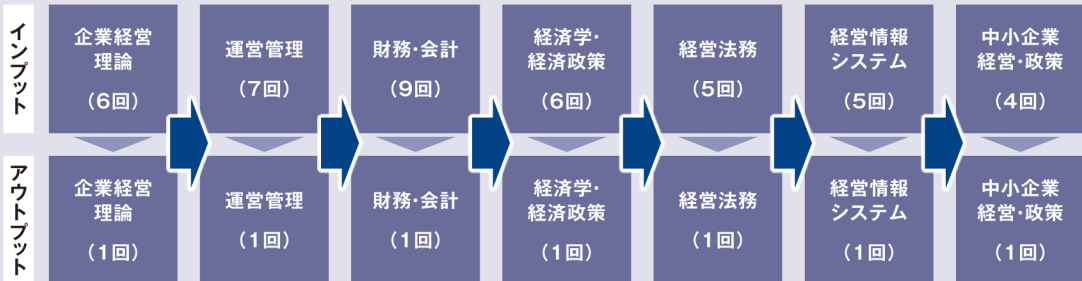 インプット
企業経営
理論
（6回）
運営管理
（7回）
財務・会計
（9回）
経済学・
経済政策
（6回）
経営法務
（5回）
経営情報
システム
（5回）
中小企業
経営・政策
（4回）
アウトプット
企業経営
理論
（1回）
運営管理
（1回）
財務・会計
（1回）
経済学・
経済政策
（1回）
経営法務
（1回）
経営情報
システム
（1回）
中小企業
経営・政策
（1回）